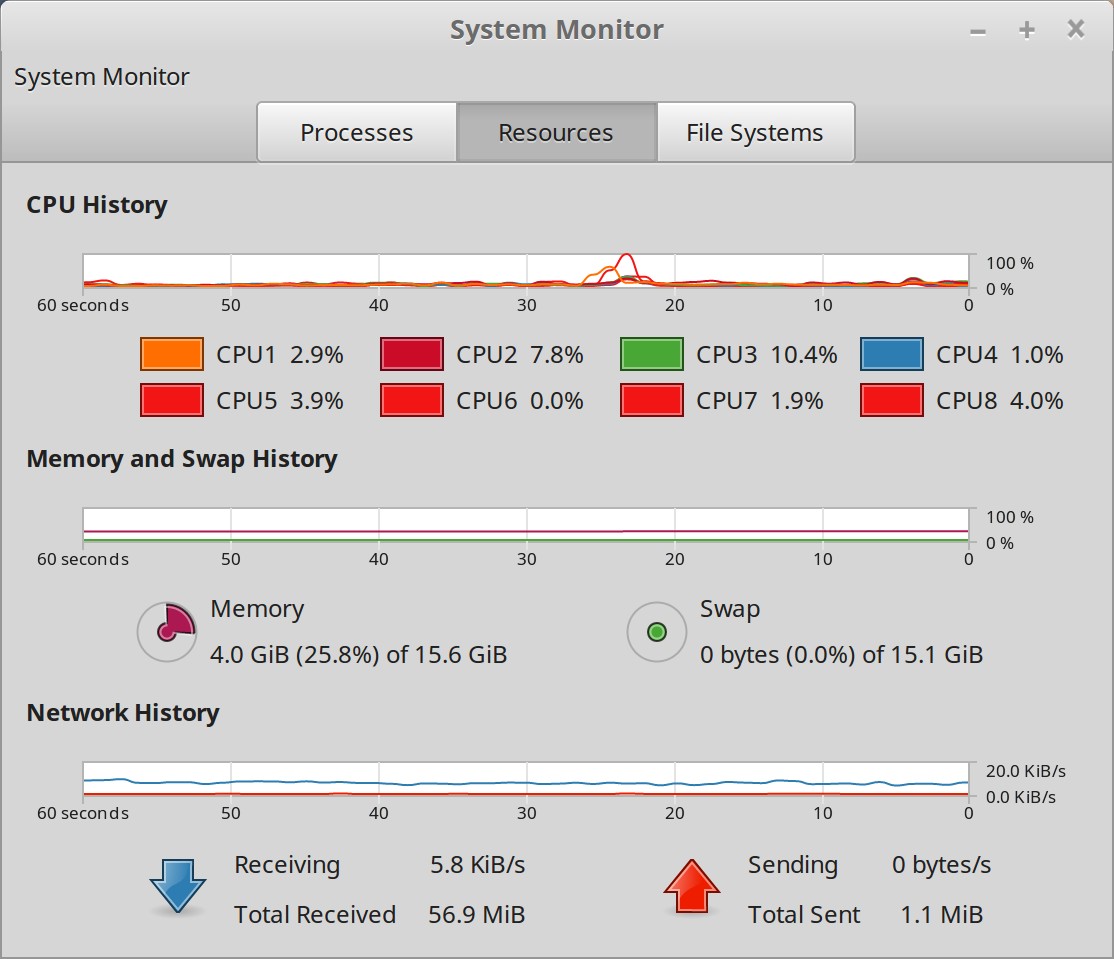 System Monitor
System Monitor
Processes Resources File Systems
CPU History
100 %
0 %
60 seconds 50 40 30 20 10 0
CPU1 2.9% CPU2 7.8% CPU3 10.4% CPU4 1.0%
CPU5 3.9% CPU6 0.0% CPU7 1.9% CPU8 4.0%
Memory and Swap History
100 %
0 %
60 seconds 50 40 30 20 10 0
Memory Swap
4.0 GiB (25.8%) of 15.6 GiB 0 bytes (0.0%) of 15.1 GiB
Network History
20.0 KiB/s
0.0 KiB/s
60 seconds 50 40 30 20 10 0
Receiving 5.8 KiB/s Sending 0 bytes/s
Total Received 56.9 MiB Total Sent 1.1 MiB